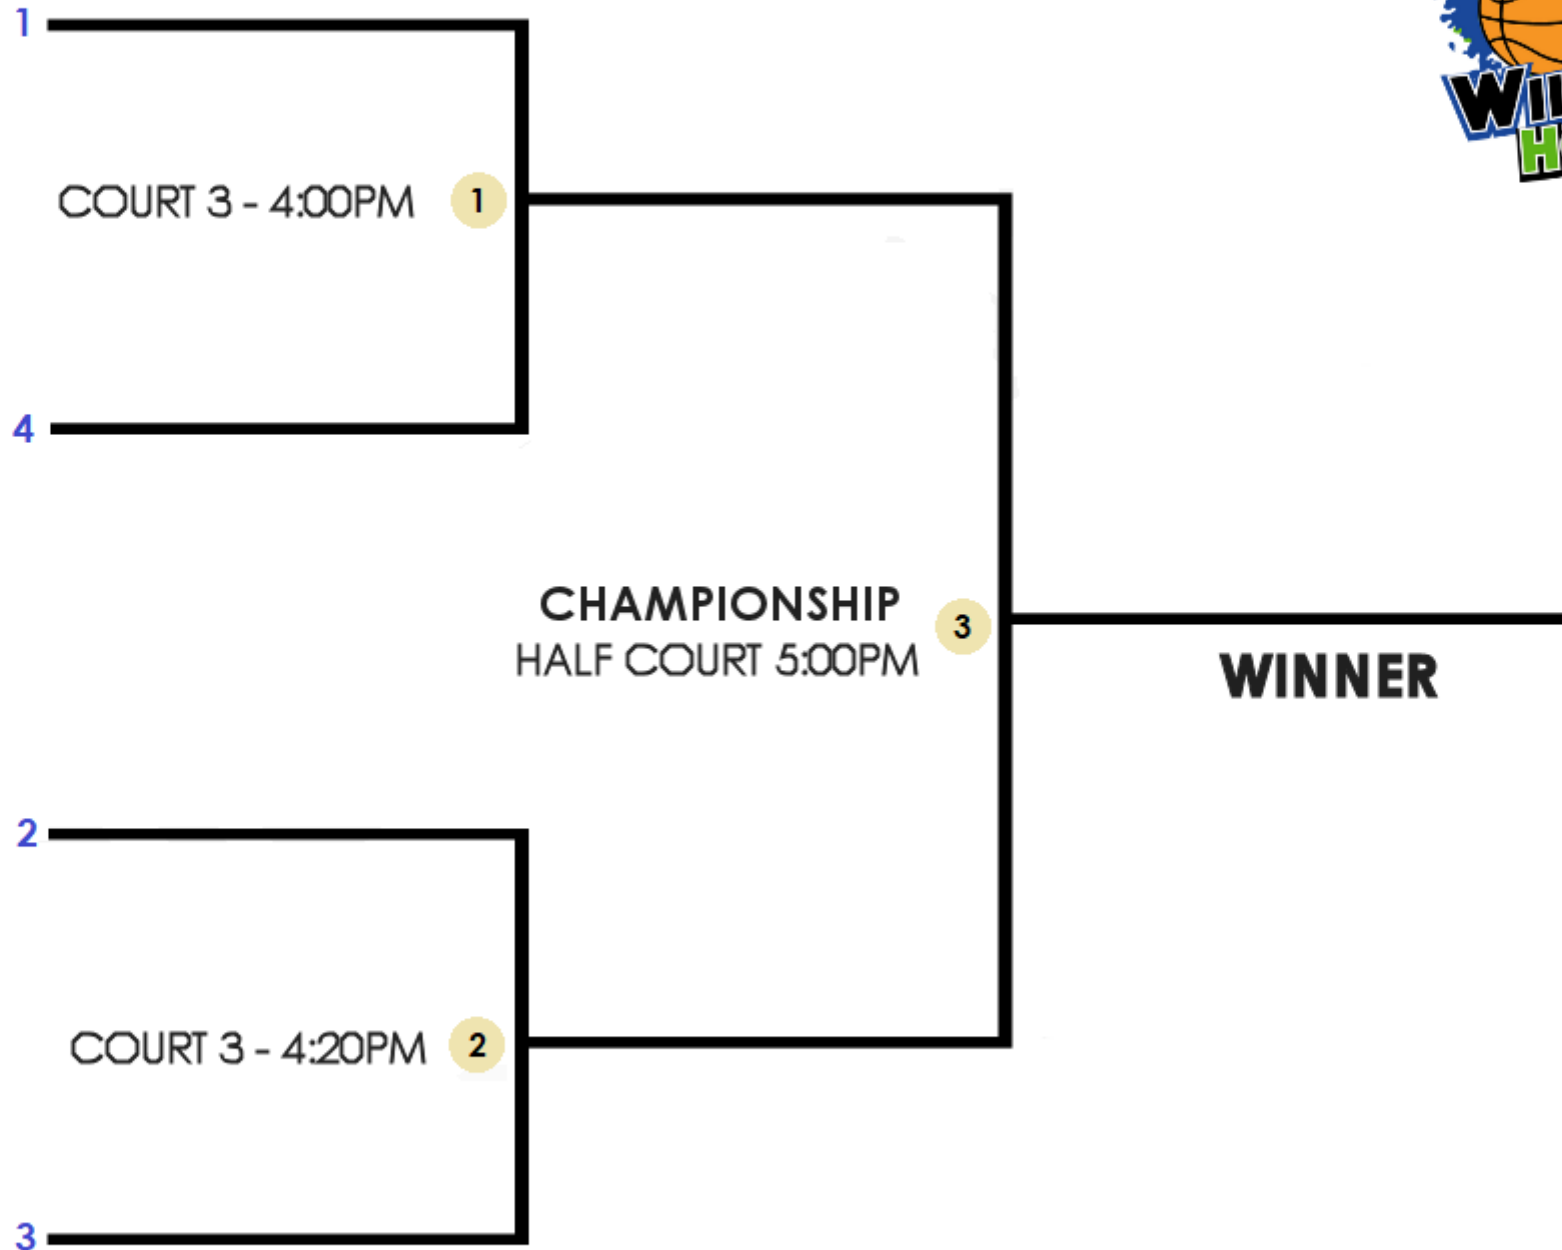 1
COURT 3 - 4:00PM 1
4
CHAMPIONSHIP
HALF COURT 5:00PM
3
WINNER
2
COURT 3 - 4:20PM 2
3